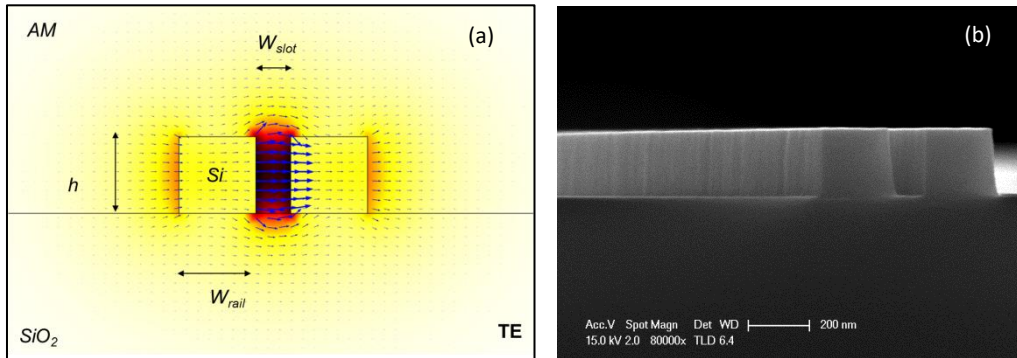 AM
(a)
W_slot
h
Si
W_rail
SiO₂
TE
(b)
Acc.V Spot Magn Det WD 200 nm
15.0 kV 2.0 80000x TLD 6.4